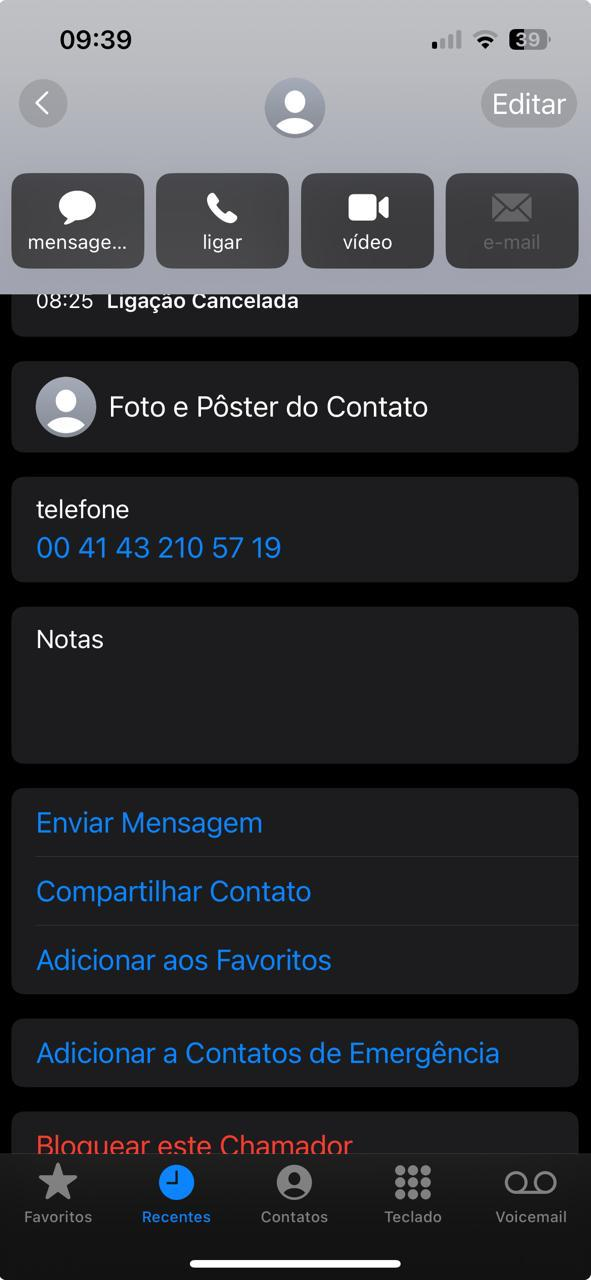 09:39
39
Editar
mensage...
ligar
vídeo
e-mail
08:25 Ligação Cancelada
Foto e Pôster do Contato
telefone
00 41 43 210 57 19
Notas
Enviar Mensagem
Compartilhar Contato
Adicionar aos Favoritos
Adicionar a Contatos de Emergência
Bloquear este Chamador
Favoritos
Recentes
Contatos
Teclado
Voicemail